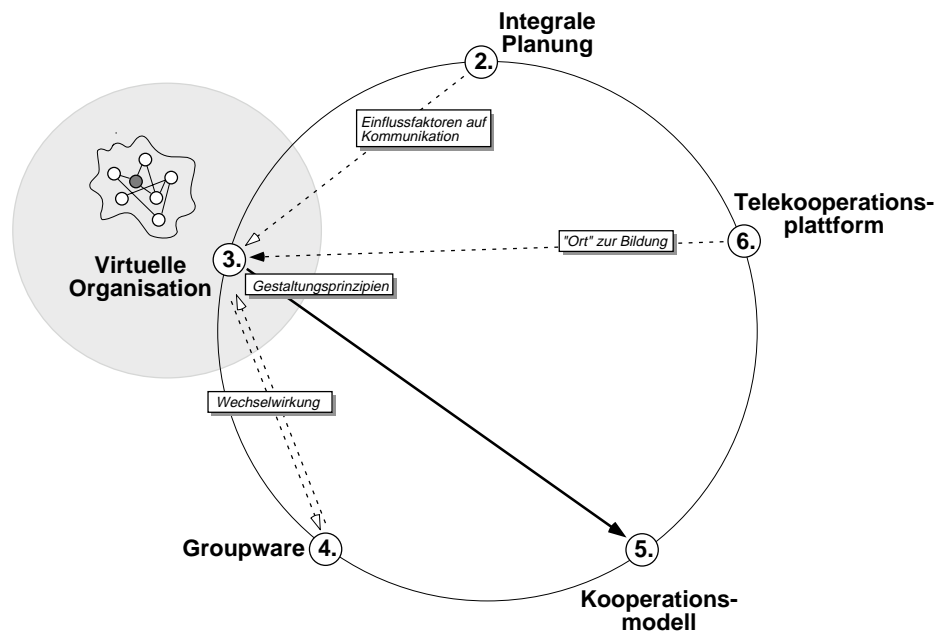 Integrale
Planung
2.
Einflussfaktoren auf
Kommunikation
Telekooperations-
plattform
"Ort" zur Bildung
6.
3.
Virtuelle
Organisation
Gestaltungsprinzipien
Wechselwirkung
Groupware
4.
5.
Kooperations-
modell